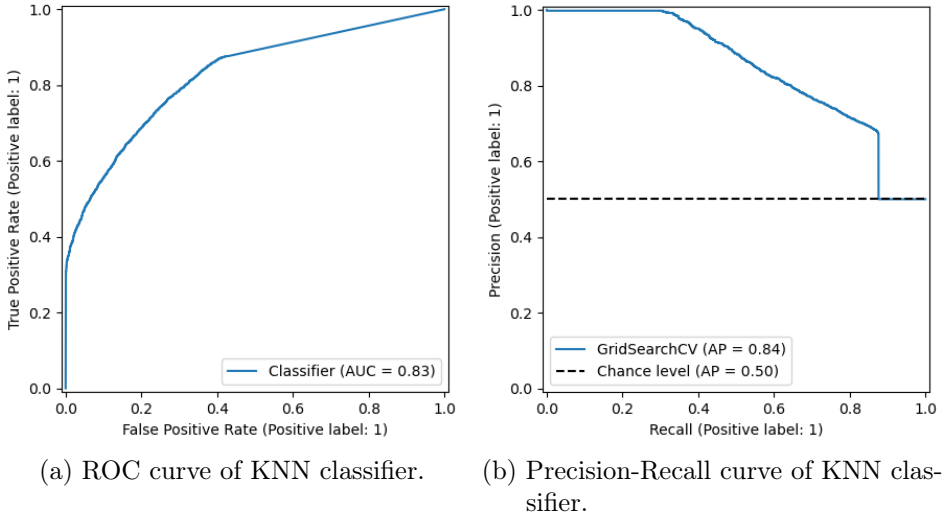 1.0
0.8
0.6
0.4
0.2
0.0
True Positive Rate (Positive label: 1)
Classifier (AUC = 0.83)
0.0 0.2 0.4 0.6 0.8 1.0
False Positive Rate (Positive label: 1)
(a) ROC curve of KNN classifier.
1.0
0.8
0.6
0.4
0.2
0.0
Precision (Positive label: 1)
GridSearchCV (AP = 0.84)
Chance level (AP = 0.50)
0.0 0.2 0.4 0.6 0.8 1.0
Recall (Positive label: 1)
(b) Precision-Recall curve of KNN clas-
sifier.